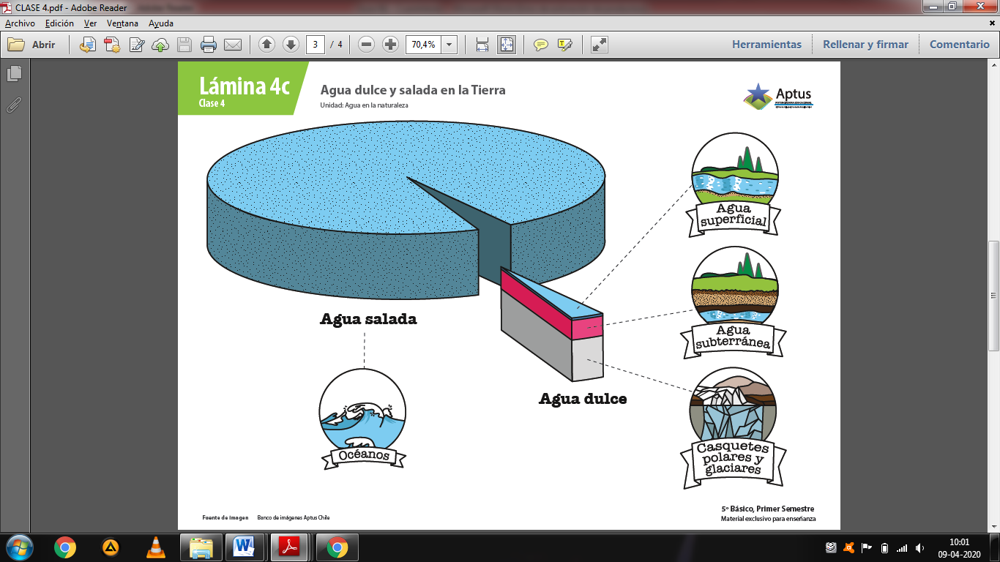 CLASE 4.pdf - Adobe Reader
Archivo Edición Ver Ventana Ayuda
Abrir 3 / 4 70,4% Herramientas Rellenar y firmar Comentario
Lámina 4c
Clase 4
Agua dulce y salada en la Tierra
Unidad: Agua en la naturaleza
Aptus
Agua
superficial
Agua
subterránea
Agua salada
Agua dulce
Océanos
Casquetes
polares y
glaciares
5º Básico, Primer Semestre
Material exclusivo para enseñanza
Fuente de imagen Banco de imágenes Aptus Chile
10:01
09-04-2020